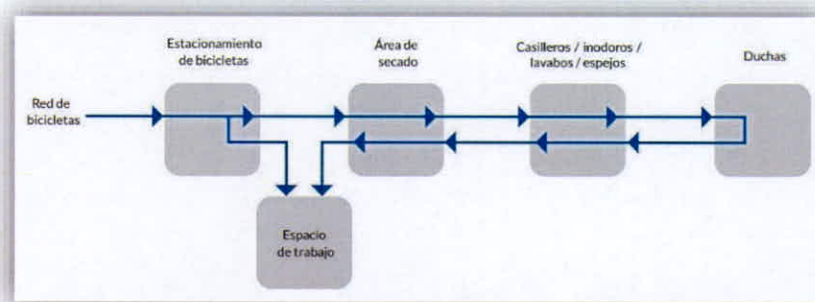 Estacionamiento
de bicicletas
Área de
secado
Casilleros / inodoros /
lavabos / espejos
Duchas
Red de
bicicletas
Espacio
de trabajo